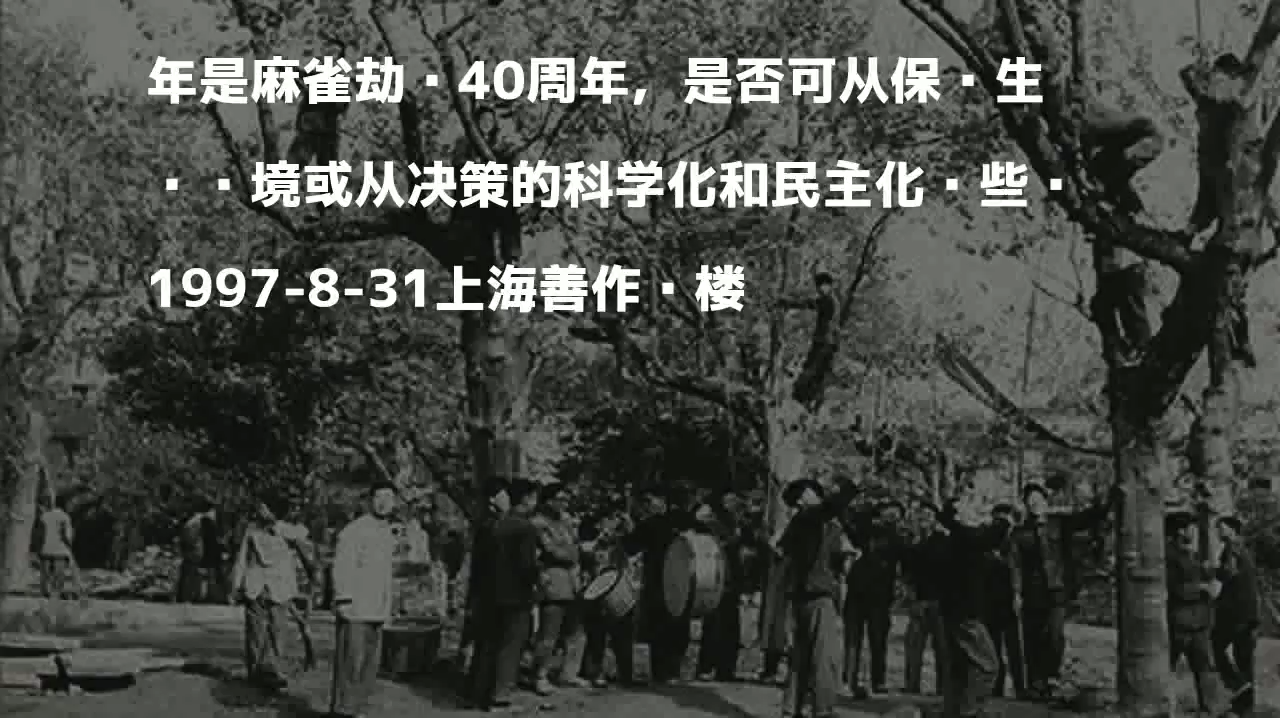 年是麻雀劫·40周年，是否可从保·生
··境或从决策的科学化和民主化·些·
1997-8-31上海善作·楼